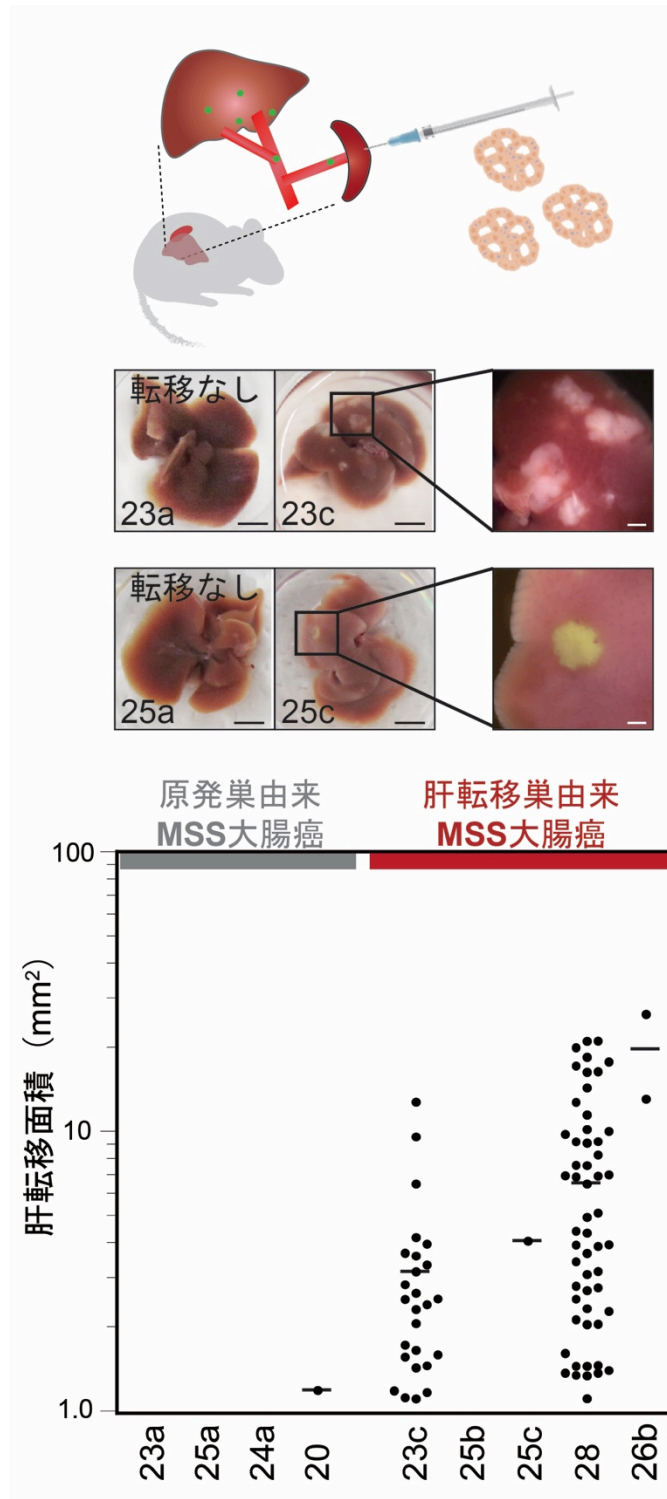 転移なし
23a
23c
転移なし
25a
25c
原発巣由来
MSS大腸癌
肝転移巣由来
MSS大腸癌
肝転移面積（mm²）
100
10
1.0
23a
25a
24a
20
23c
25b
25c
28
26b